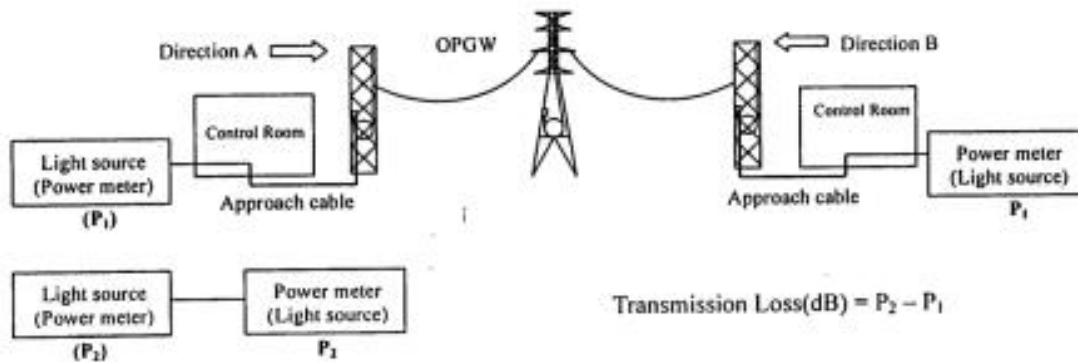 Direction A
OPGW
Direction B
Control Room
Control Room
Light source
(Power meter)
(P₁)
Approach cable
Approach cable
Power meter
(Light source)
P₁
Light source
(Power meter)
(P₂)
Power meter
(Light source)
P₂
Transmission Loss(dB) = P₂ – P₁